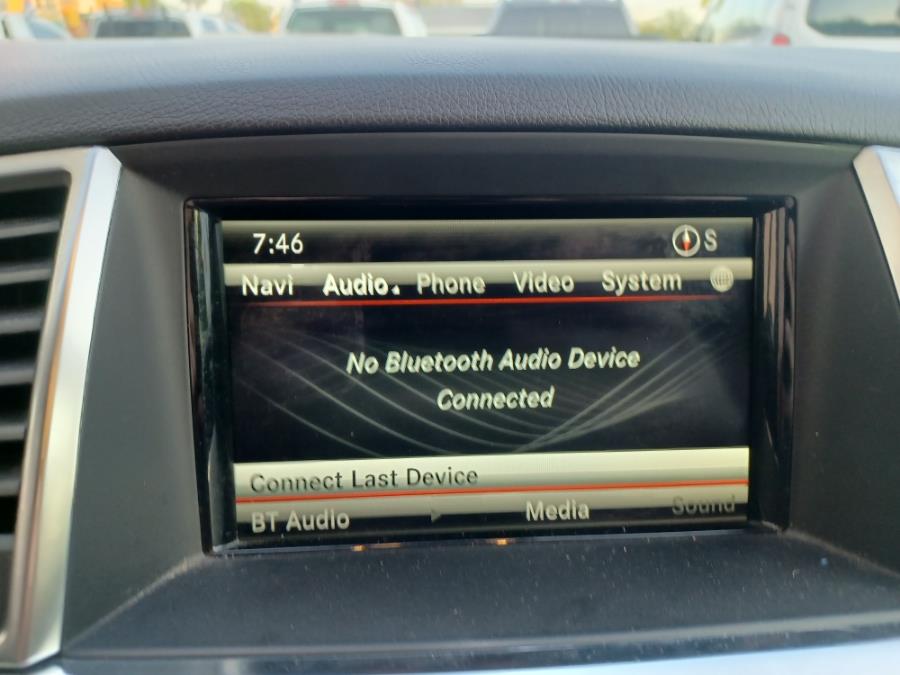 7:46 S
Navi Audio Phone Video System
No Bluetooth Audio Device
Connected
Connect Last Device
BT Audio Media Sound